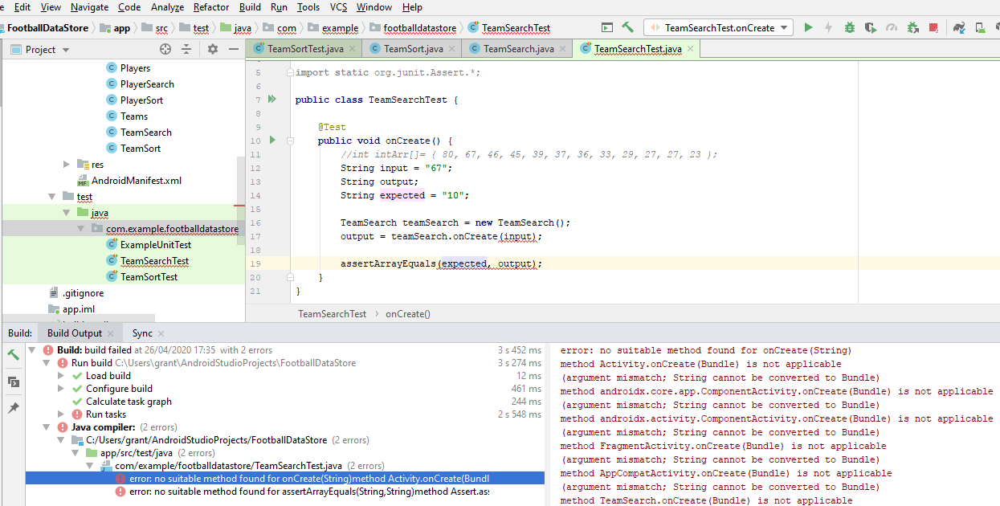 e Edit View Navigate Code Analyze Refactor Build Run Tools VCS Window Help
FootballDataStore app src test java com example footballdatastore TeamSearchTest TeamSearchTest.onCreate
Project TeamSortTest.java TeamSort.java TeamSearch.java TeamSearchTest.java
Players
PlayerSearch
PlayerSort
Teams
TeamSearch
TeamSort
res
AndroidManifest.xml
test
java
com.example.footballdatastore
ExampleUnitTest
TeamSearchTest
TeamSortTest
.gitignore
app.iml
5 import static org.junit.Assert.*;
6
7 public class TeamSearchTest {
8
9 @Test
10 public void onCreate() {
11 //int intArr[]= { 80, 67, 46, 45, 39, 37, 36, 33, 29, 27, 27, 23 };
12 String input = "67";
13 String output;
14 String expected = "10";
15
16 TeamSearch teamSearch = new TeamSearch();
17 output = teamSearch.onCreate(input);
18
19 assertArrayEquals(expected, output);
20 }
21 }
TeamSearchTest › onCreate()
Build: Build Output Sync
Build: build failed at 26/04/2020 17:35 with 2 errors 3 s 452 ms
Run build C:\Users\grant\AndroidStudioProjects\FootballDataStore 3 s 274 ms
Load build 12 ms
Configure build 461 ms
Calculate task graph 244 ms
Run tasks 2 s 548 ms
Java compiler: (2 errors)
C:/Users/grant/AndroidStudioProjects/FootballDataStore (2 errors)
app/src/test/java (2 errors)
com/example/footballdatastore/TeamSearchTest.java (2 errors)
error: no suitable method found for onCreate(String)method Activity.onCreate(Bundl
error: no suitable method found for assertArrayEquals(String,String)method Assert.as
error: no suitable method found for onCreate(String)
method Activity.onCreate(Bundle) is not applicable
(argument mismatch; String cannot be converted to Bundle)
method androidx.core.app.ComponentActivity.onCreate(Bundle) is not applicable
(argument mismatch; String cannot be converted to Bundle)
method androidx.activity.ComponentActivity.onCreate(Bundle) is not applicable
(argument mismatch; String cannot be converted to Bundle)
method FragmentActivity.onCreate(Bundle) is not applicable
(argument mismatch; String cannot be converted to Bundle)
method AppCompatActivity.onCreate(Bundle) is not applicable
(argument mismatch; String cannot be converted to Bundle)
method TeamSearch.onCreate(Bundle) is not applicable